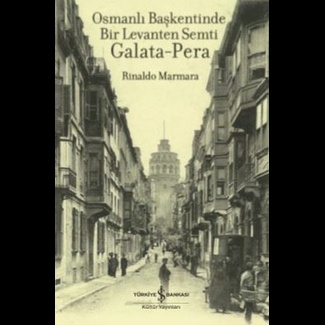 Osmanlı Başkentinde
Bir Levanten Semti
Galata-Pera
Rinaldo Marmara
TÜRKİYE İŞ BANKASI
Kültür Yayınları